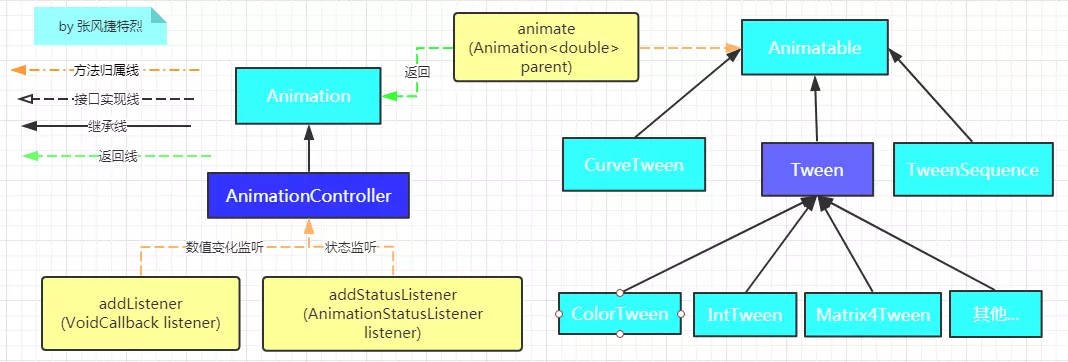 by 张风捷特烈
方法归属线
接口实现线
继承线
返回线
Animation
返回
animate
(Animation<double>
parent)
Animatable
AnimationController
CurveTween
Tween
TweenSequence
数值变化监听
状态监听
addListener
(VoidCallback listener)
addStatusListener
(AnimationStatusListener
listener)
ColorTween
IntTween
Matrix4Tween
其他...